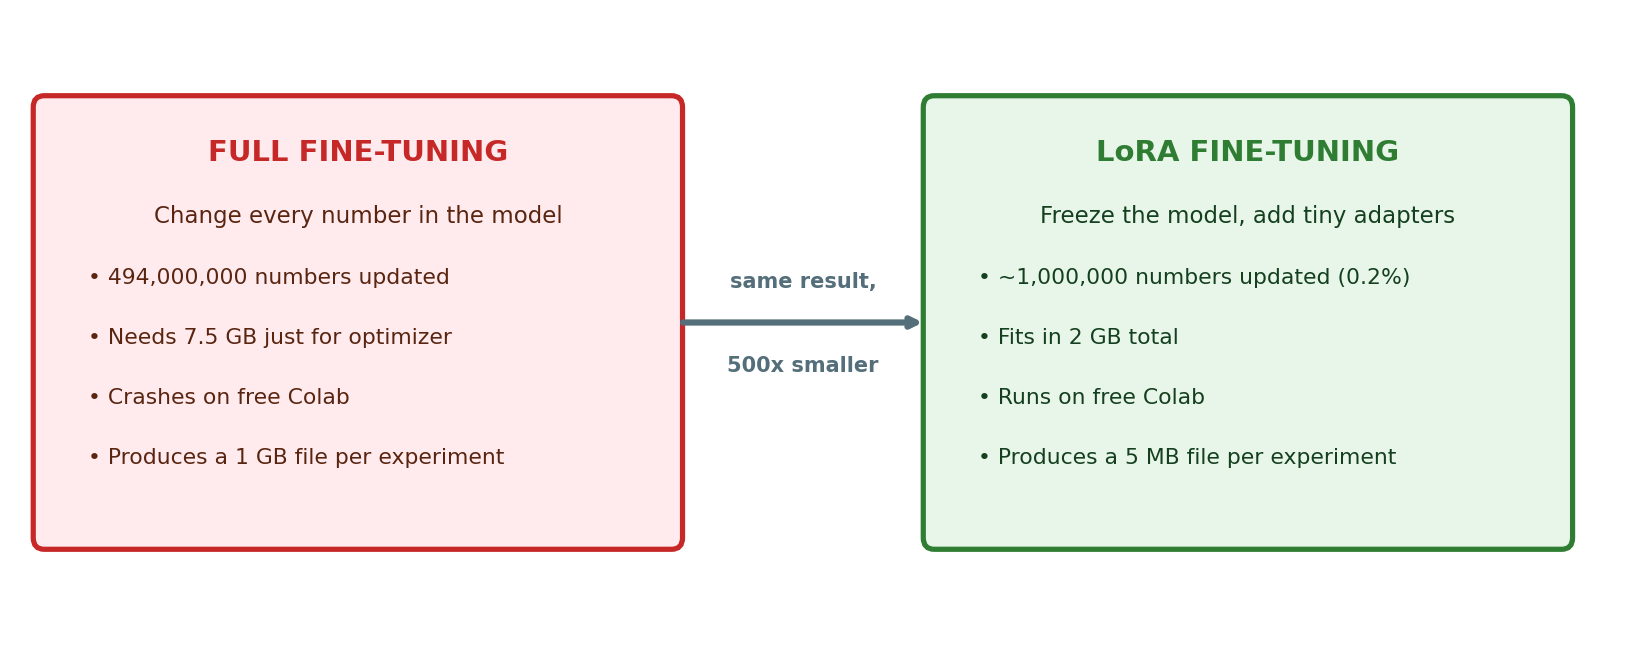 FULL FINE-TUNING
Change every number in the model
• 494,000,000 numbers updated
• Needs 7.5 GB just for optimizer
• Crashes on free Colab
• Produces a 1 GB file per experiment
same result,
500x smaller
LoRA FINE-TUNING
Freeze the model, add tiny adapters
• ~1,000,000 numbers updated (0.2%)
• Fits in 2 GB total
• Runs on free Colab
• Produces a 5 MB file per experiment